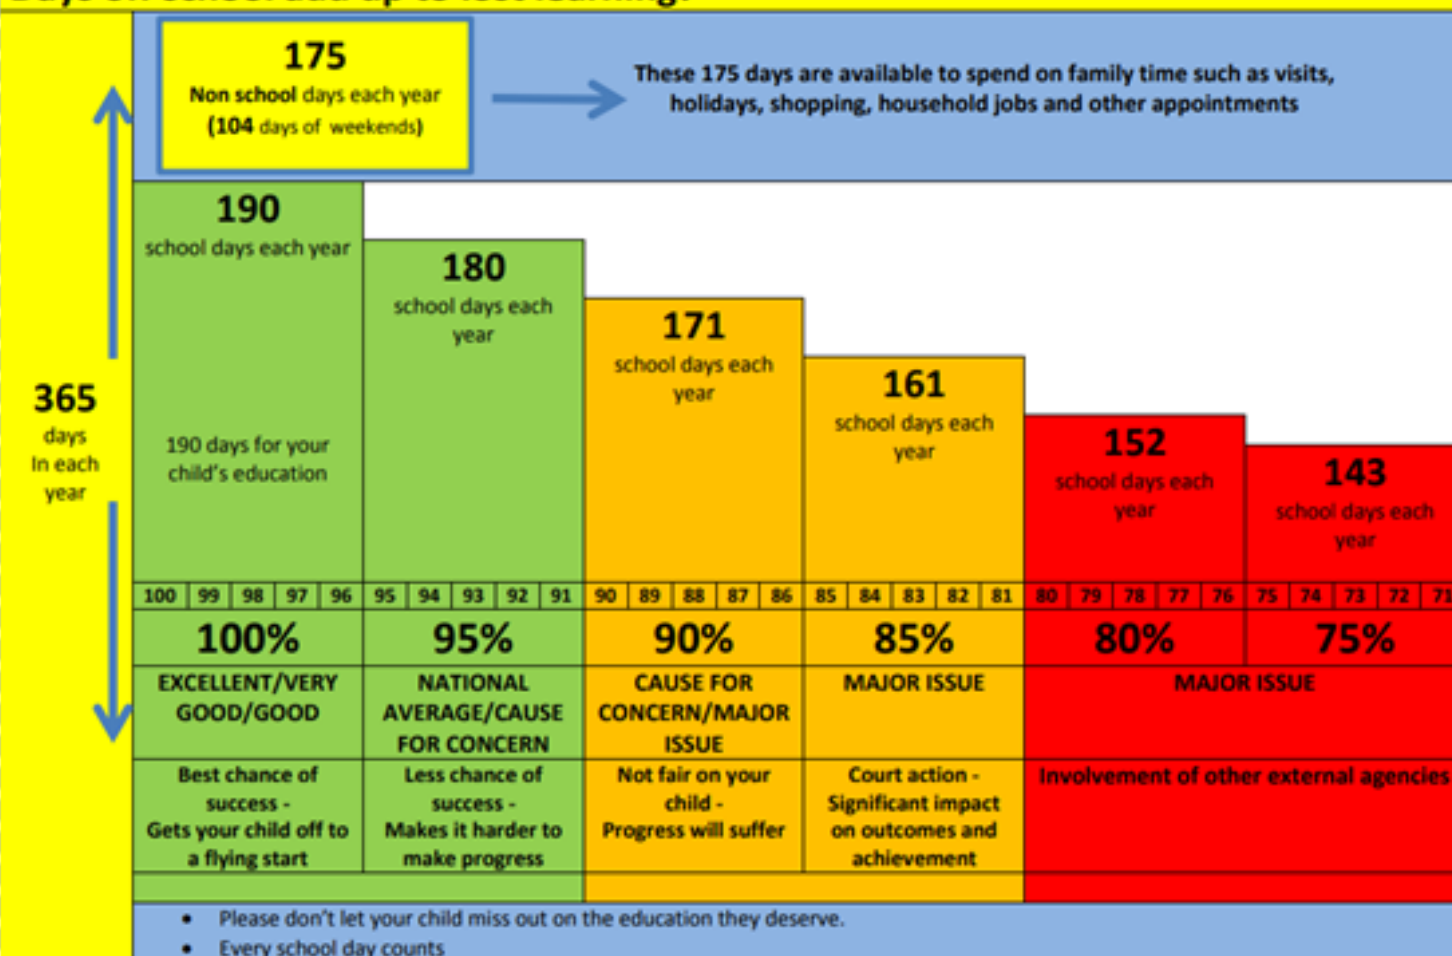 175
Non school days each year
(104 days of weekends)
These 175 days are available to spend on family time such as visits,
holidays, shopping, household jobs and other appointments
365
days
In each
year
190
school days each year
190 days for your
child's education
180
school days each
year
171
school days each
year
161
school days each
year
152
school days each
year
143
school days each
year
100 99 98 97 96 95 94 93 92 91 90 89 88 87 86 85 84 83 82 81 80 79 78 77 76 75 74 73 72 71
100% 95% 90% 85% 80% 75%
EXCELLENT/VERY
GOOD/GOOD
NATIONAL
AVERAGE/CAUSE
FOR CONCERN
CAUSE FOR
CONCERN/MAJOR
ISSUE
MAJOR ISSUE
MAJOR ISSUE
Best chance of
success -
Gets your child off to
a flying start
Less chance of
success -
Makes it harder to
make progress
Not fair on your
child -
Progress will suffer
Court action -
Significant impact
on outcomes and
achievement
Involvement of other external agencies
• Please don't let your child miss out on the education they deserve.
• Every school day counts